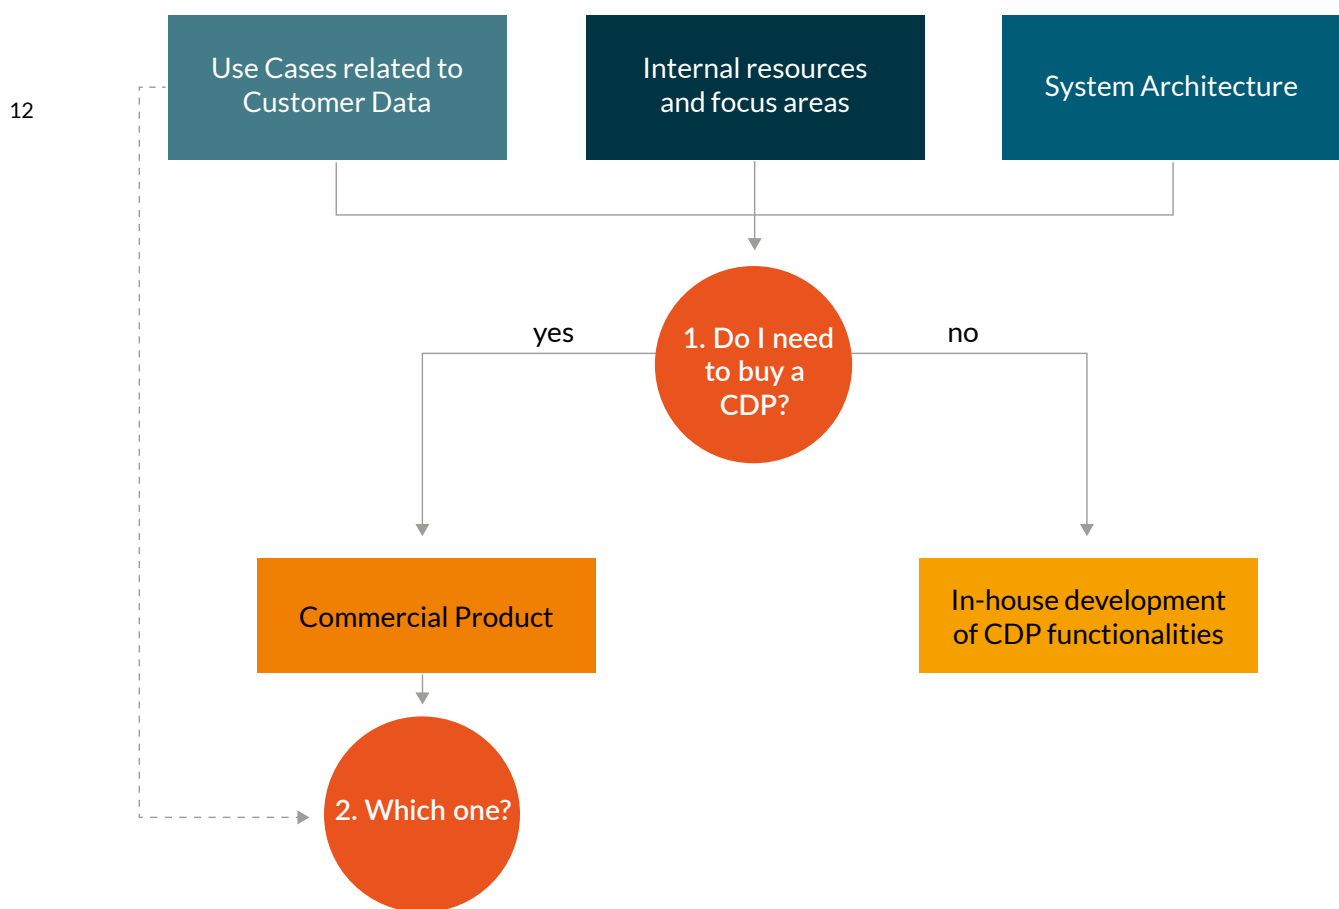 Use Cases related to
Customer Data
Internal resources
and focus areas
System Architecture
12
yes
1. Do I need
to buy a
CDP?
no
Commercial Product
In-house development
of CDP functionalities
2. Which one?